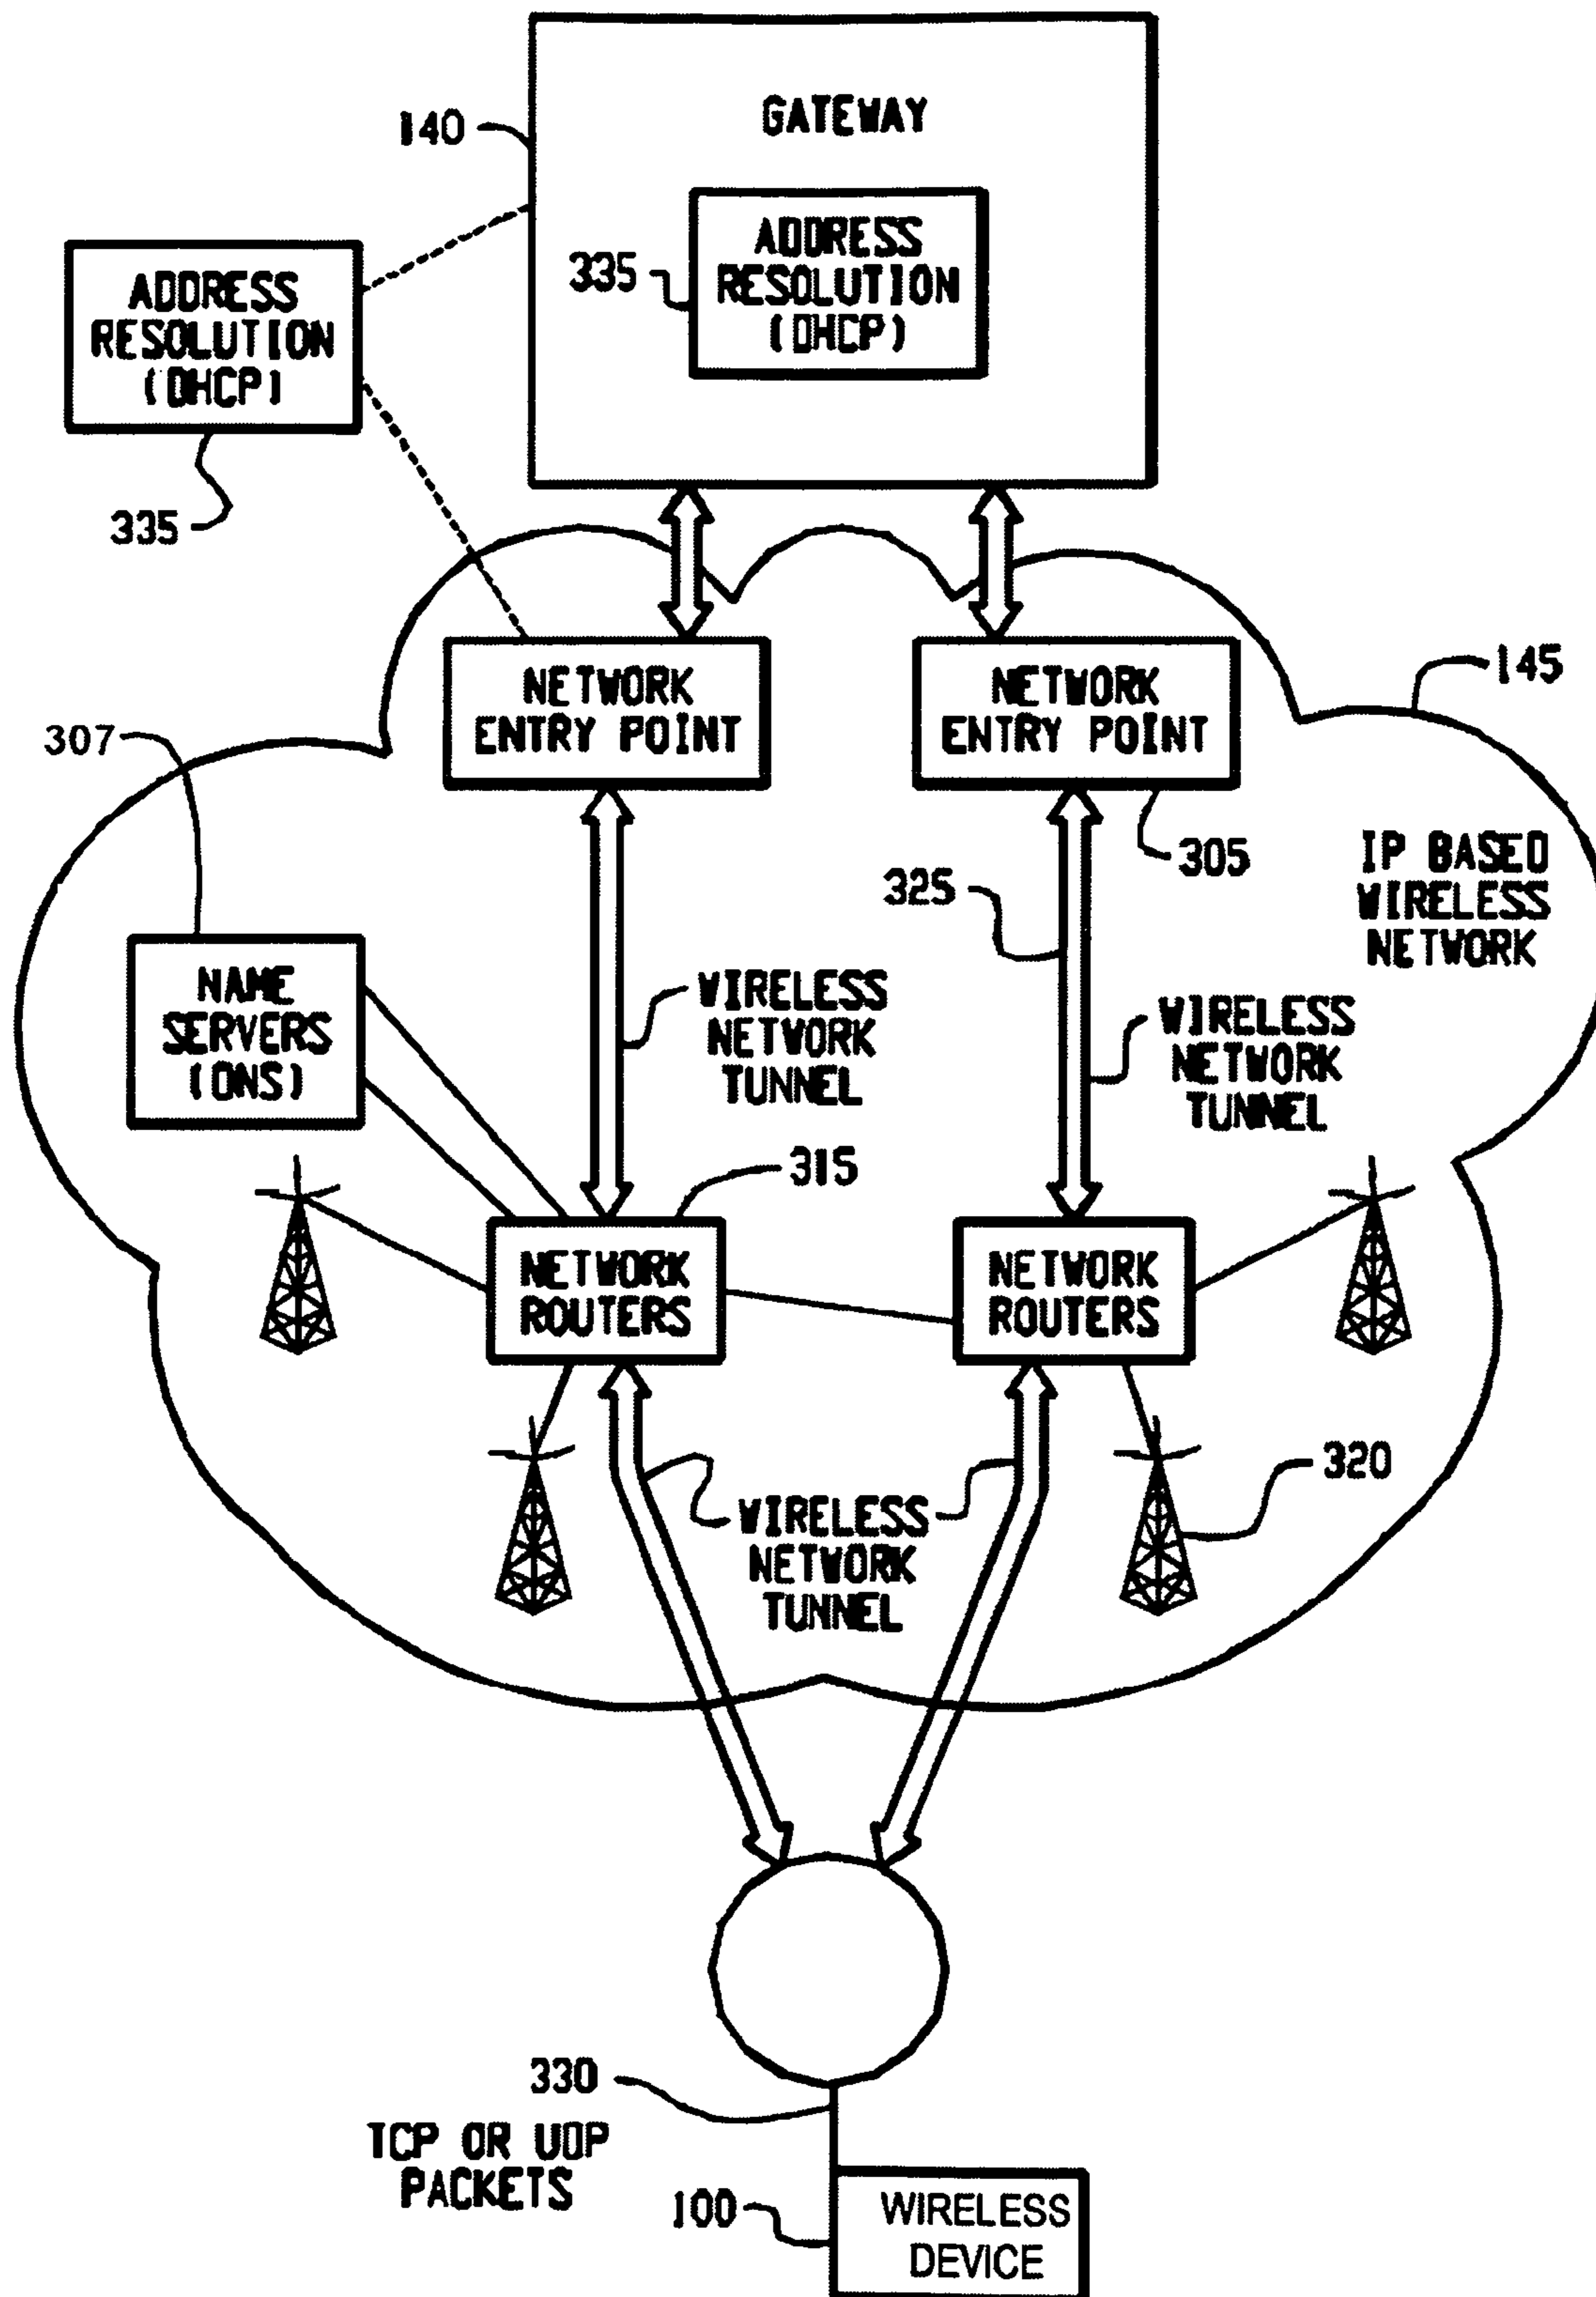 GATEWAY
140
ADDRESS
RESOLUTION
(DHCP)
335
ADDRESS
RESOLUTION
(DHCP)
335
NETWORK
ENTRY POINT
NETWORK
ENTRY POINT
145
307
305
325
IP BASED
WIRELESS
NETWORK
NAME
SERVERS
(DNS)
WIRELESS
NETWORK
TUNNEL
WIRELESS
NETWORK
TUNNEL
315
NETWORK
ROUTERS
NETWORK
ROUTERS
320
WIRELESS
NETWORK
TUNNEL
330
TCP OR UDP
PACKETS
100
WIRELESS
DEVICE